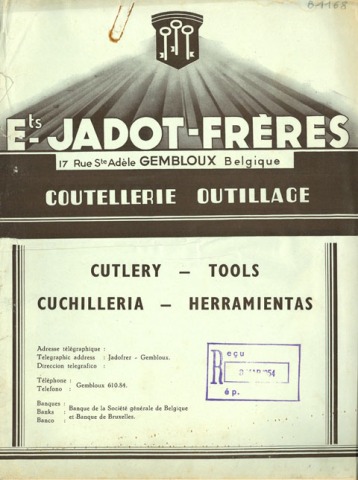 Ets JADOT-FRÈRES
17 Rue Ste Adèle GEMBLOUX Belgique
COUTELLERIE OUTILLAGE
CUTLERY — TOOLS
CUCHILLERIA — HERRAMIENTAS
Adresse télégraphique :
Telegraphic address : Jadofrer - Gembloux.
Direccion telegrafica :
Téléphone :
Telefono : Gembloux 610.54.
Banques :
Banks : Banque de la Société générale de Belgique
Banco : et Banque de Bruxelles.
Reçu
Rép.